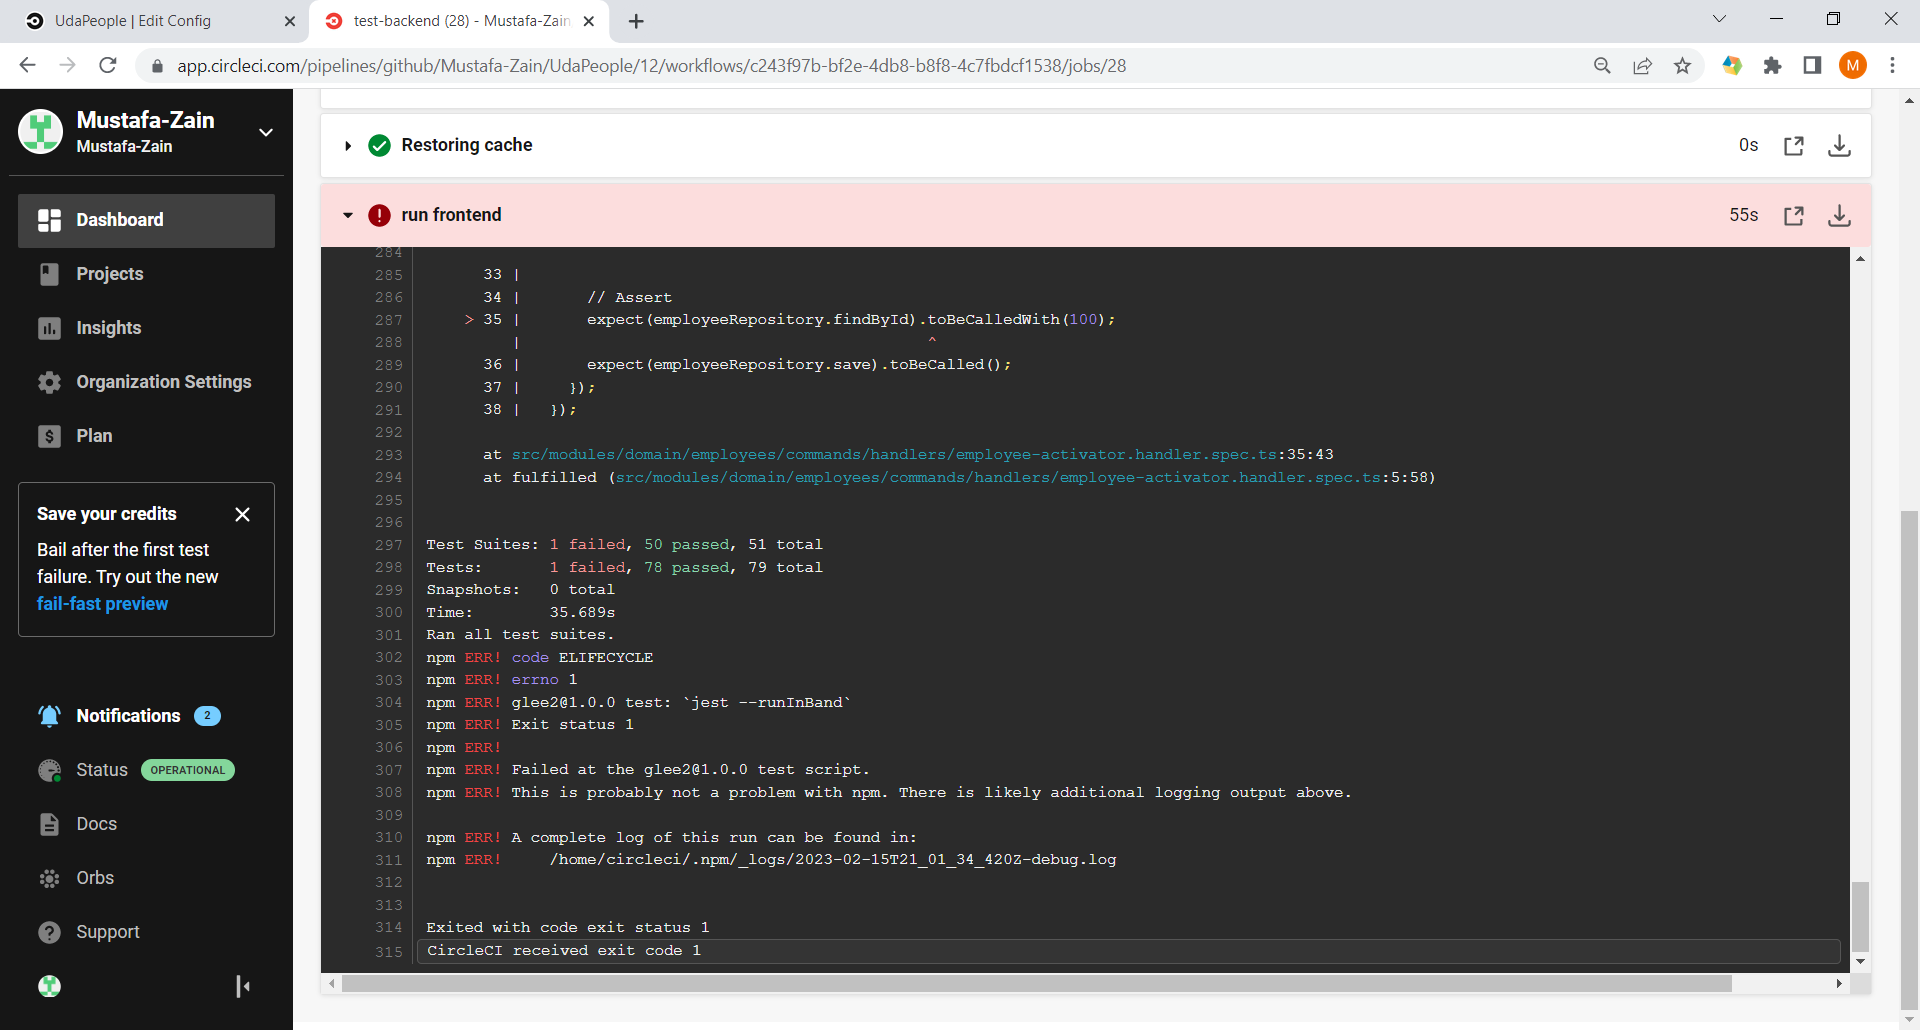 UdaPeople | Edit Config
test-backend (28) - Mustafa-Zain
app.circleci.com/pipelines/github/Mustafa-Zain/UdaPeople/12/workflows/c243f97b-bf2e-4db8-b8f8-4c7fbdcf1538/jobs/28
M
Mustafa-Zain
Mustafa-Zain
Dashboard
Projects
Insights
Organization Settings
Plan
Save your credits
Bail after the first test
failure. Try out the new
fail-fast preview
Notifications 2
Status OPERATIONAL
Docs
Orbs
Support
Restoring cache 0s
run frontend 55s
284
285 33 |
286 34 | // Assert
287 > 35 | expect(employeeRepository.findById).toBeCalledWith(100);
288 | ^
289 36 | expect(employeeRepository.save).toBeCalled();
290 37 | });
291 38 | });
292
293 at src/modules/domain/employees/commands/handlers/employee-activator.handler.spec.ts:35:43
294 at fulfilled (src/modules/domain/employees/commands/handlers/employee-activator.handler.spec.ts:5:58)
295
296
297 Test Suites: 1 failed, 50 passed, 51 total
298 Tests: 1 failed, 78 passed, 79 total
299 Snapshots: 0 total
300 Time: 35.689s
301 Ran all test suites.
302 npm ERR! code ELIFECYCLE
303 npm ERR! errno 1
304 npm ERR! glee2@1.0.0 test: `jest --runInBand`
305 npm ERR! Exit status 1
306 npm ERR!
307 npm ERR! Failed at the glee2@1.0.0 test script.
308 npm ERR! This is probably not a problem with npm. There is likely additional logging output above.
309
310 npm ERR! A complete log of this run can be found in:
311 npm ERR! /home/circleci/.npm/_logs/2023-02-15T21_01_34_420Z-debug.log
312
313
314 Exited with code exit status 1
315 CircleCI received exit code 1